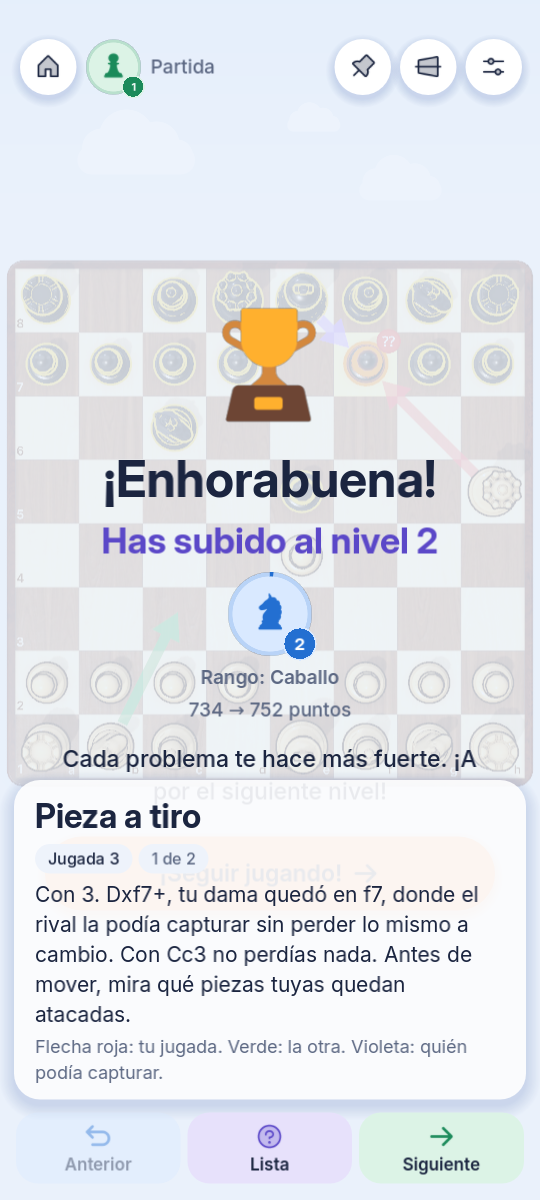 Partida
1
8
??
7
6
5
4
3
2
1
h
¡Enhorabuena!
Has subido al nivel 2
2
Rango: Caballo
734 → 752 puntos
Cada problema te hace más fuerte. ¡A
por el siguiente nivel!
¡Seguir jugando! →
Pieza a tiro
Jugada 3
1 de 2
Con 3. Dxf7+, tu dama quedó en f7, donde el
rival la podía capturar sin perder lo mismo a
cambio. Con Cc3 no perdías nada. Antes de
mover, mira qué piezas tuyas quedan
atacadas.
Flecha roja: tu jugada. Verde: la otra. Violeta: quién
podía capturar.
Anterior
Lista
Siguiente